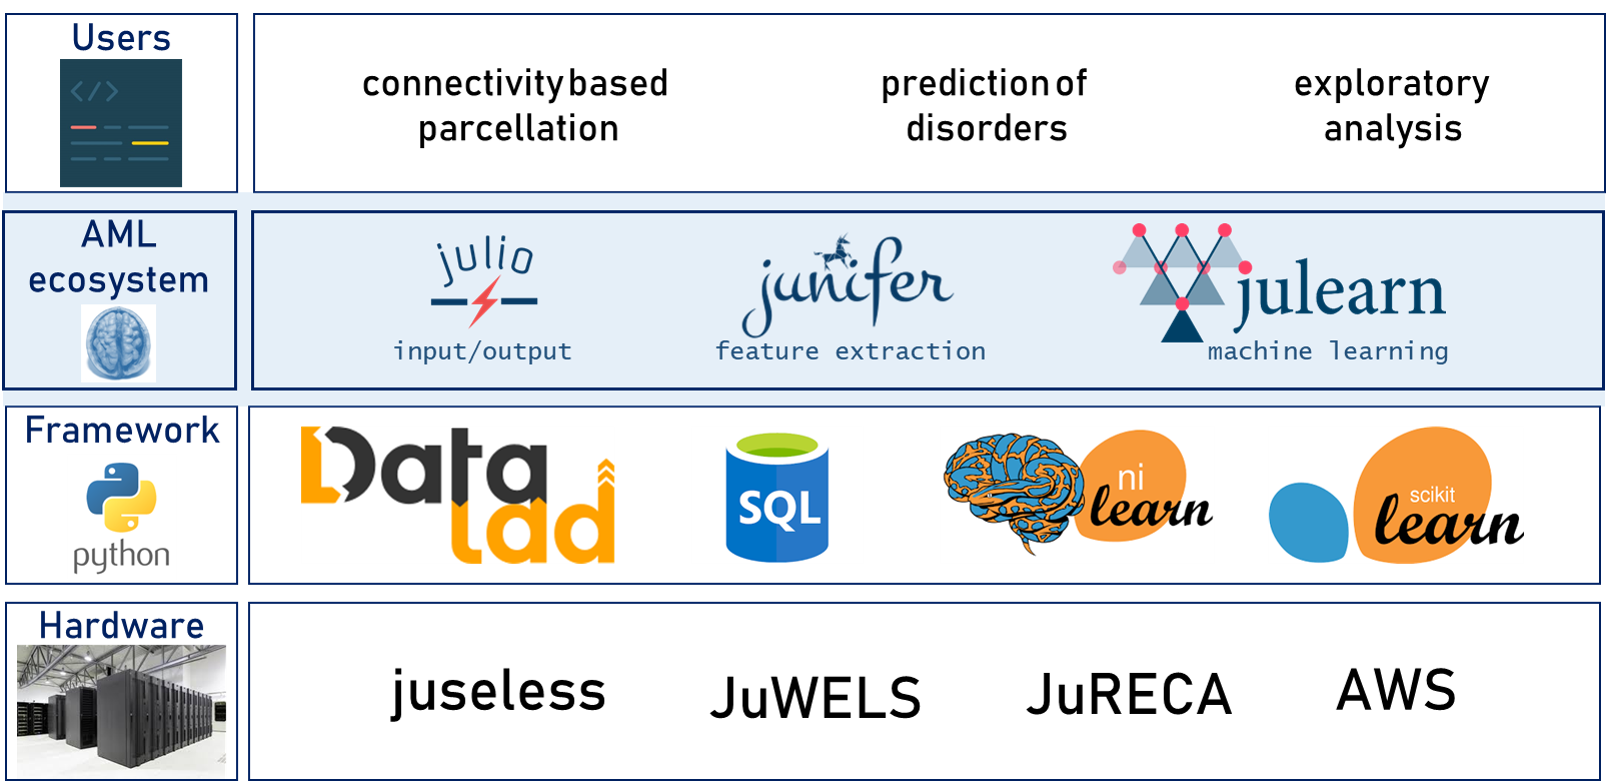 Users
</>
connectivity based
parcellation
prediction of
disorders
exploratory
analysis
AML
ecosystem
julio
input/output
junifer
feature extraction
julearn
machine learning
Framework
python
Data
lad
SQL
ni
learn
scikit
learn
Hardware
juseless
JuWELS
JuRECA
AWS